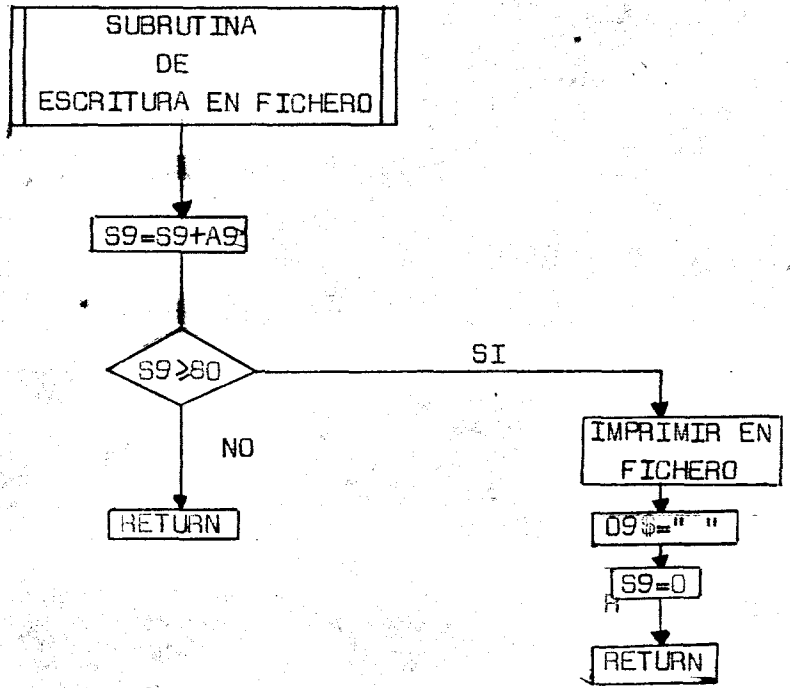 SUBRUTINA
DE
ESCRITURA EN FICHERO
S9=S9+A9
S9≥80
SI
NO
RETURN
IMPRIMIR EN
FICHERO
O9$=" "
S9=0
R
RETURN